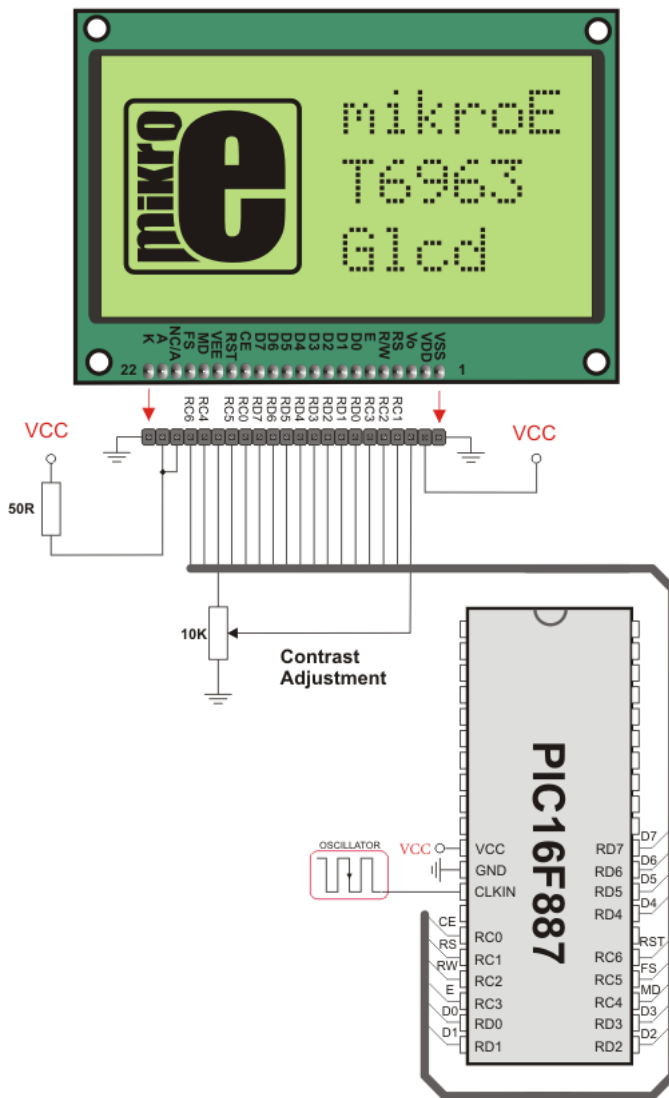 mikro
e
mikroE
T6963
Glcd
K
A
NC/A
FS
MD
VEE
RST
CE
D7
D6
D5
D4
D3
D2
D1
D0
E
R/W
RS
Vo
VDD
VSS
22
1
RC6
RC4
RC5
RC0
RD7
RD6
RD5
RD4
RD3
RD2
RD1
RD0
RC3
RC2
RC1
VCC
VCC
50R
10K
Contrast
Adjustment
PIC16F887
OSCILLATOR
VCC
VCC
GND
CLKIN
RD7
RD6
RD5
RD4
D7
D6
D5
D4
CE
RS
RW
E
D0
D1
RC0
RC1
RC2
RC3
RD0
RD1
RC6
RC5
RC4
RD3
RD2
RST
FS
MD
D3
D2